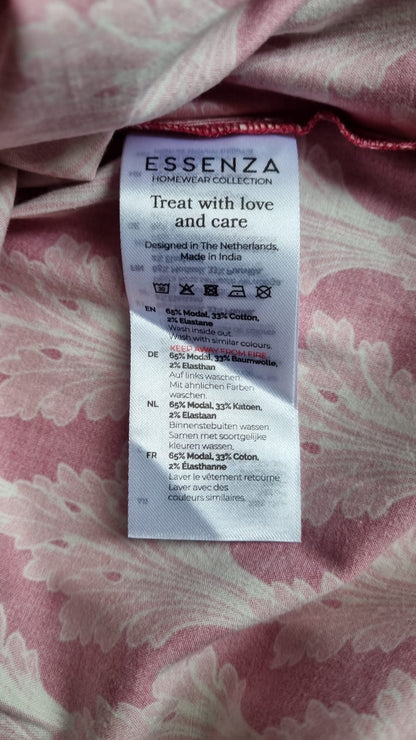 ESSENZA
HOMEWEAR COLLECTION
Treat with love
and care
Designed in The Netherlands,
Made in India
30
EN 65% Modal, 33% Cotton,
2% Elastane
Wash inside out.
Wash with similar colours.
KEEP AWAY FROM FIRE
DE 65% Modal, 33% Baumwolle,
2% Elasthan
Auf links waschen.
Mit ähnlichen Farben
waschen.
NL 65% Modal, 33% Katoen,
2% Elastaan
Binnenstebuiten wassen.
Samen met soortgelijke
kleuren wassen.
FR 65% Modal, 33% Coton,
2% Élasthanne
Laver le vêtement retourné.
Laver avec des
couleurs similaires.